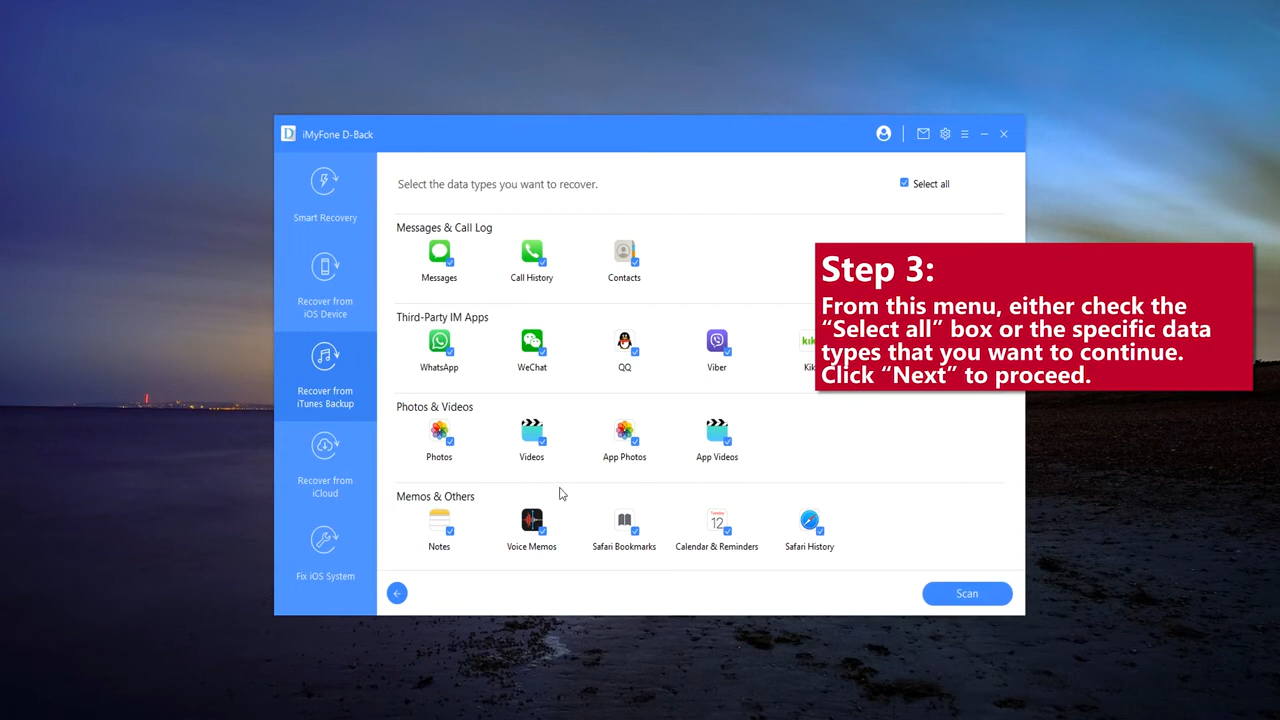 iMyFone D-Back
Smart Recovery
Recover from
iOS Device
Recover from
iTunes Backup
Recover from
iCloud
Fix iOS System
Select the data types you want to recover.
Select all
Messages & Call Log
Messages
Call History
Contacts
Third-Party IM Apps
WhatsApp
WeChat
QQ
Viber
Photos & Videos
Photos
Videos
App Photos
App Videos
Memos & Others
Notes
Voice Memos
Safari Bookmarks
Tuesday
12
Calendar & Reminders
Safari History
Scan
Step 3:
From this menu, either check the
“Select all” box or the specific data
types that you want to continue.
Click “Next” to proceed.